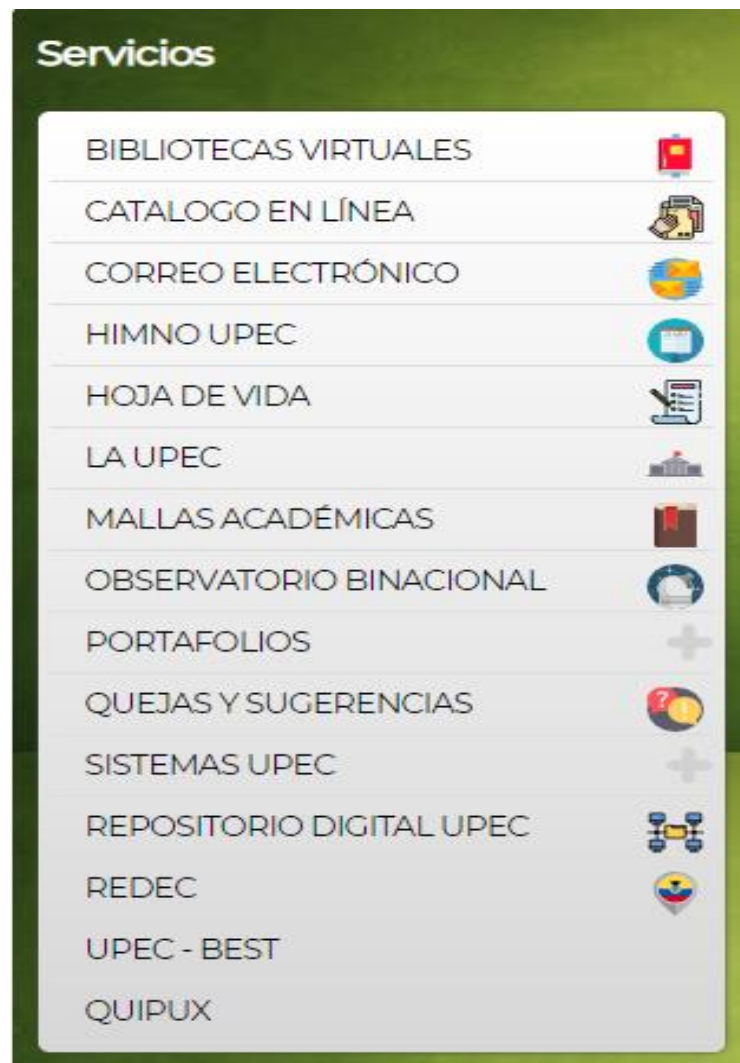 Servicios
BIBLIOTECAS VIRTUALES
CATALOGO EN LÍNEA
CORREO ELECTRÓNICO
HIMNO UPEC
HOJA DE VIDA
LA UPEC
MALLAS ACADÉMICAS
OBSERVATORIO BINACIONAL
PORTAFOLIOS
QUEJAS Y SUGERENCIAS
SISTEMAS UPEC
REPOSITORIO DIGITAL UPEC
REDEC
UPEC - BEST
QUIPUX